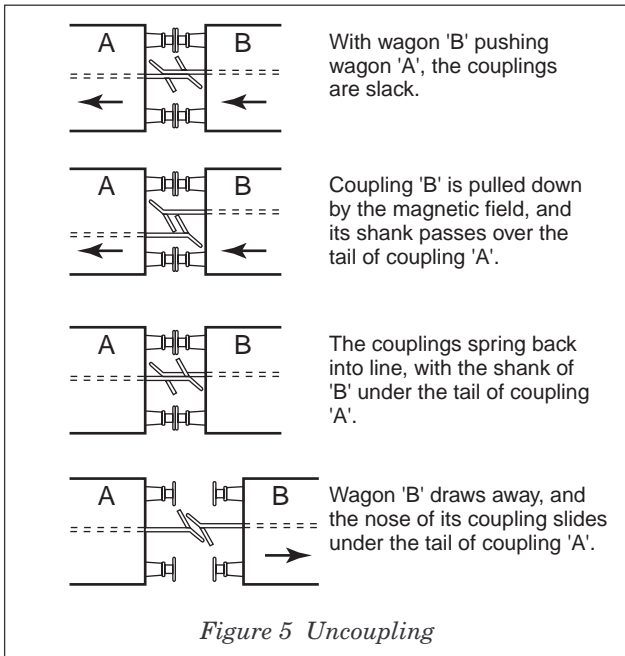 A B
With wagon 'B' pushing
wagon 'A', the couplings
are slack.
A B
Coupling 'B' is pulled down
by the magnetic field, and
its shank passes over the
tail of coupling 'A'.
A B
The couplings spring back
into line, with the shank of
'B' under the tail of coupling
'A'.
A B
Wagon 'B' draws away, and
the nose of its coupling slides
under the tail of coupling 'A'.
Figure 5 Uncoupling